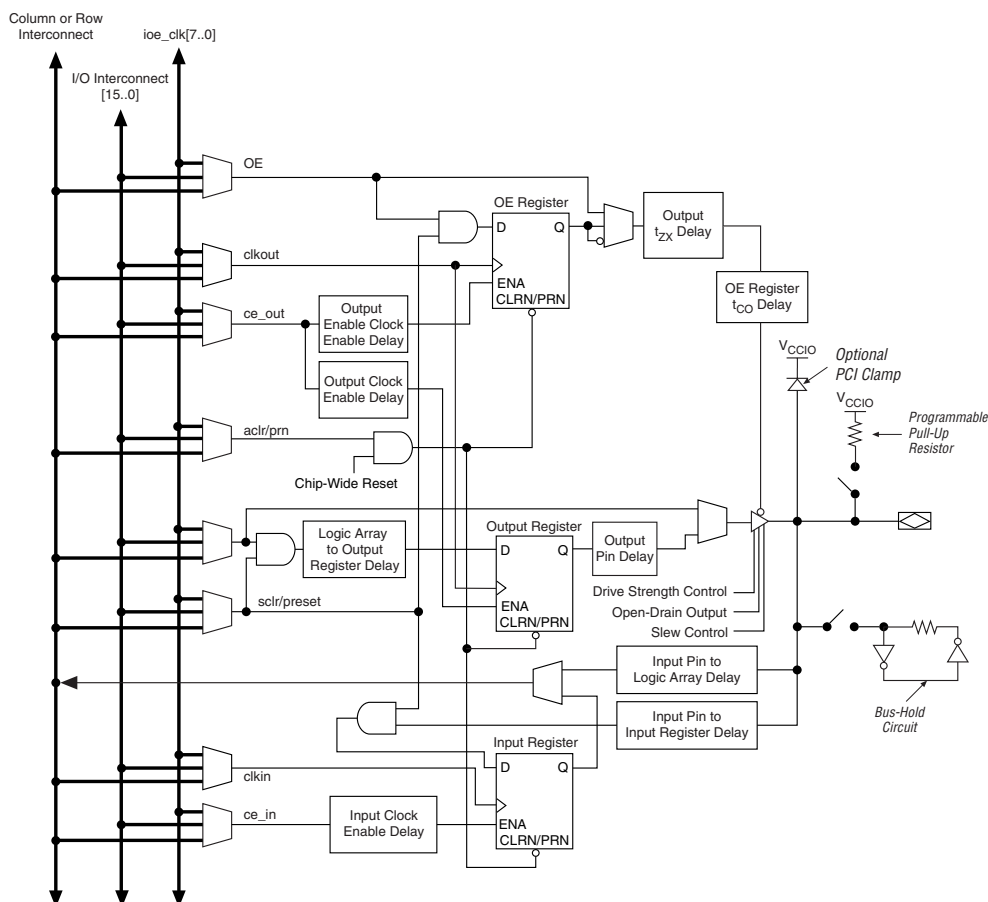 Column or Row
Interconnect
ioe_clk[7..0]
I/O Interconnect
[15..0]
OE
OE Register
D
Q
Output
tZX Delay
clkout
ENA
CLRN/PRN
OE Register
tCO Delay
ce_out
Output
Enable Clock
Enable Delay
VCCIO
Optional
PCI Clamp
Output Clock
Enable Delay
VCCIO
Programmable
Pull-Up
Resistor
aclr/prn
Chip-Wide Reset
Logic Array
to Output
Register Delay
Output Register
D
Q
Output
Pin Delay
ENA
CLRN/PRN
Drive Strength Control
Open-Drain Output
Slew Control
sclr/preset
Input Pin to
Logic Array Delay
Input Pin to
Input Register Delay
Bus-Hold
Circuit
Input Register
D
Q
clkin
ce_in
Input Clock
Enable Delay
ENA
CLRN/PRN